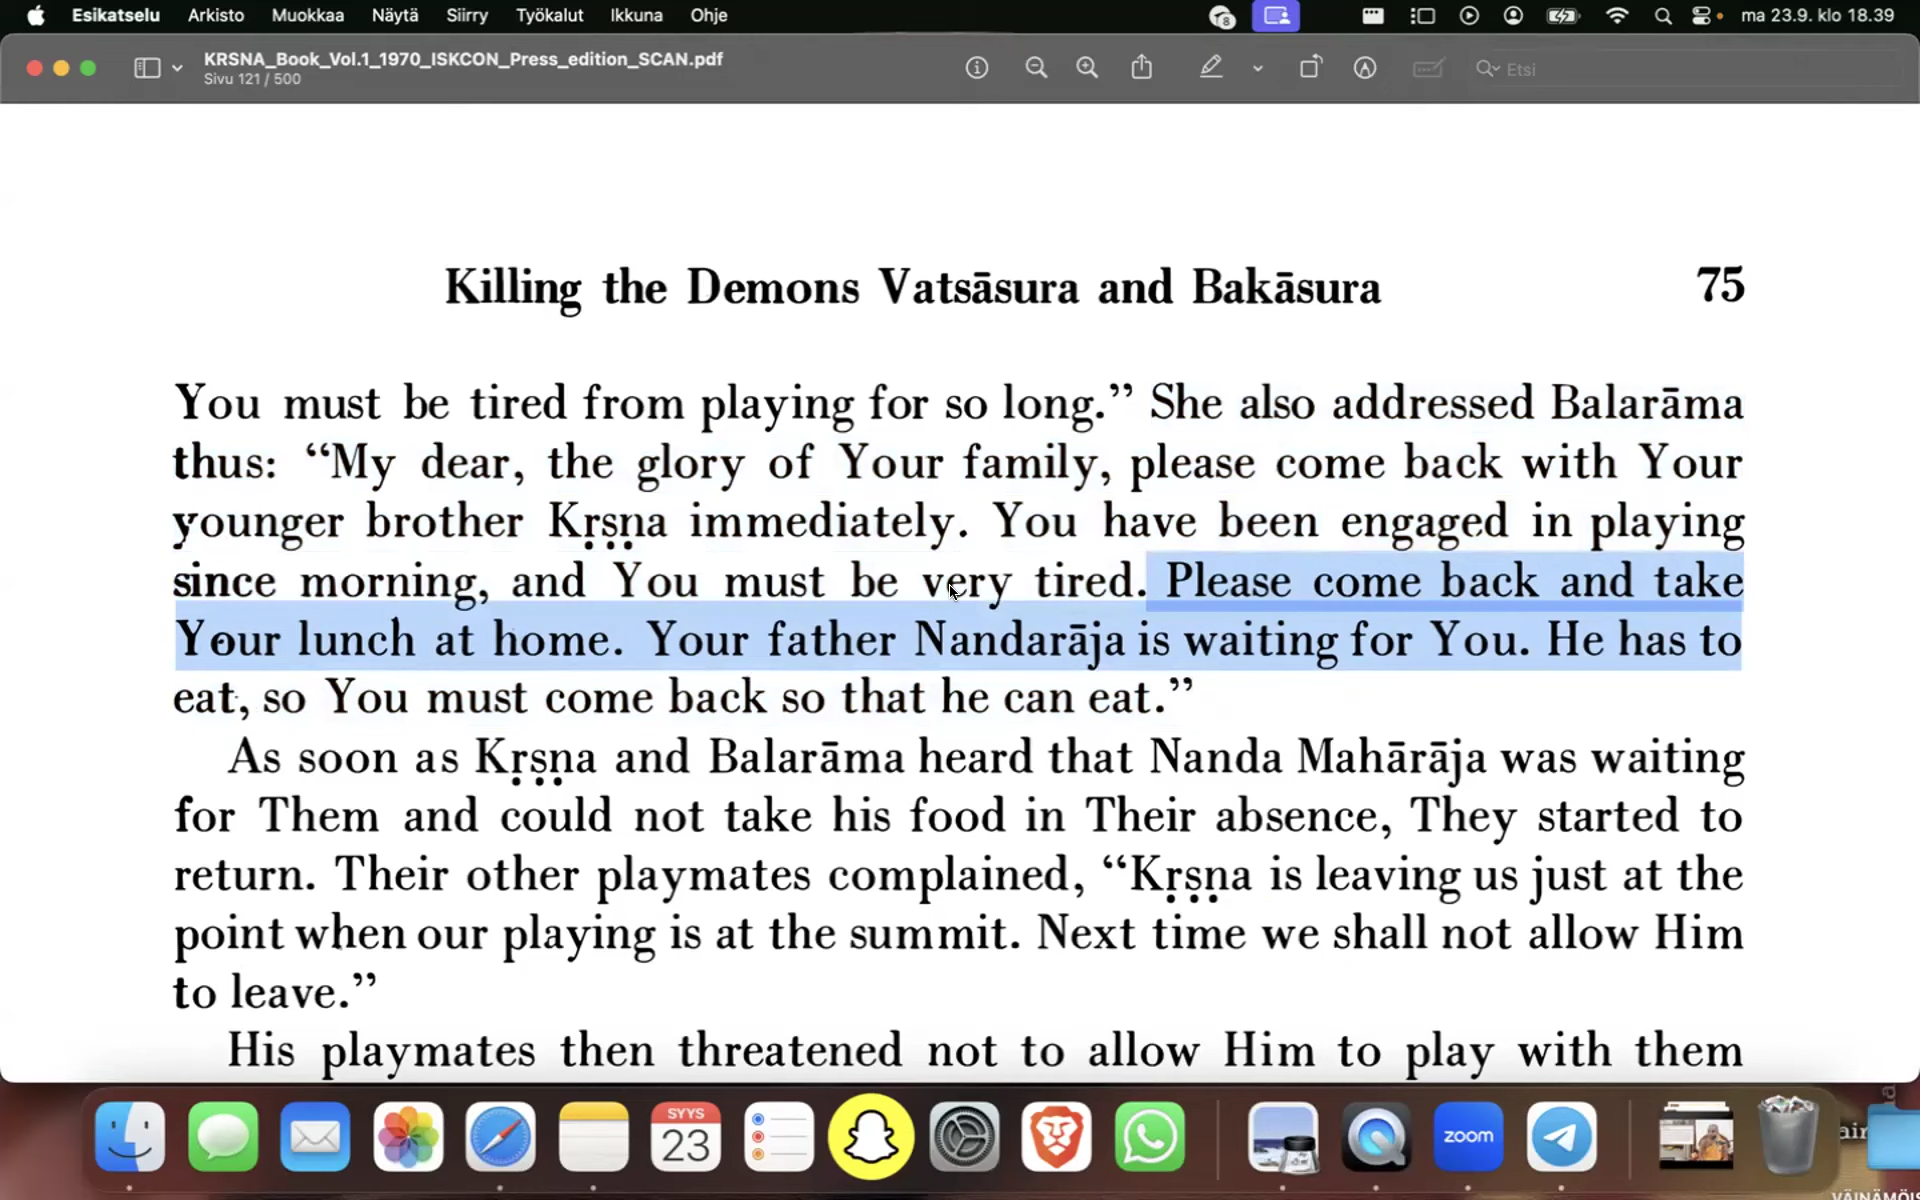 Esikatselu Arkisto Muokkaa Näytä Siirry Työkalut Ikkuna Ohje 8 ma 23.9. klo 18.39
KRSNA_Book_Vol.1_1970_ISKCON_Press_edition_SCAN.pdf
Sivu 121 / 500
Etsi
Killing the Demons Vatsāsura and Bakāsura 75
You must be tired from playing for so long.” She also addressed Balarāma
thus: “My dear, the glory of Your family, please come back with Your
younger brother Kṛṣṇa immediately. You have been engaged in playing
since morning, and You must be very tired. Please come back and take
Your lunch at home. Your father Nandarāja is waiting for You. He has to
eat, so You must come back so that he can eat.”
As soon as Kṛṣṇa and Balarāma heard that Nanda Mahārāja was waiting
for Them and could not take his food in Their absence, They started to
return. Their other playmates complained, “Kṛṣṇa is leaving us just at the
point when our playing is at the summit. Next time we shall not allow Him
to leave.”
His playmates then threatened not to allow Him to play with them
SYYS
23
zoom